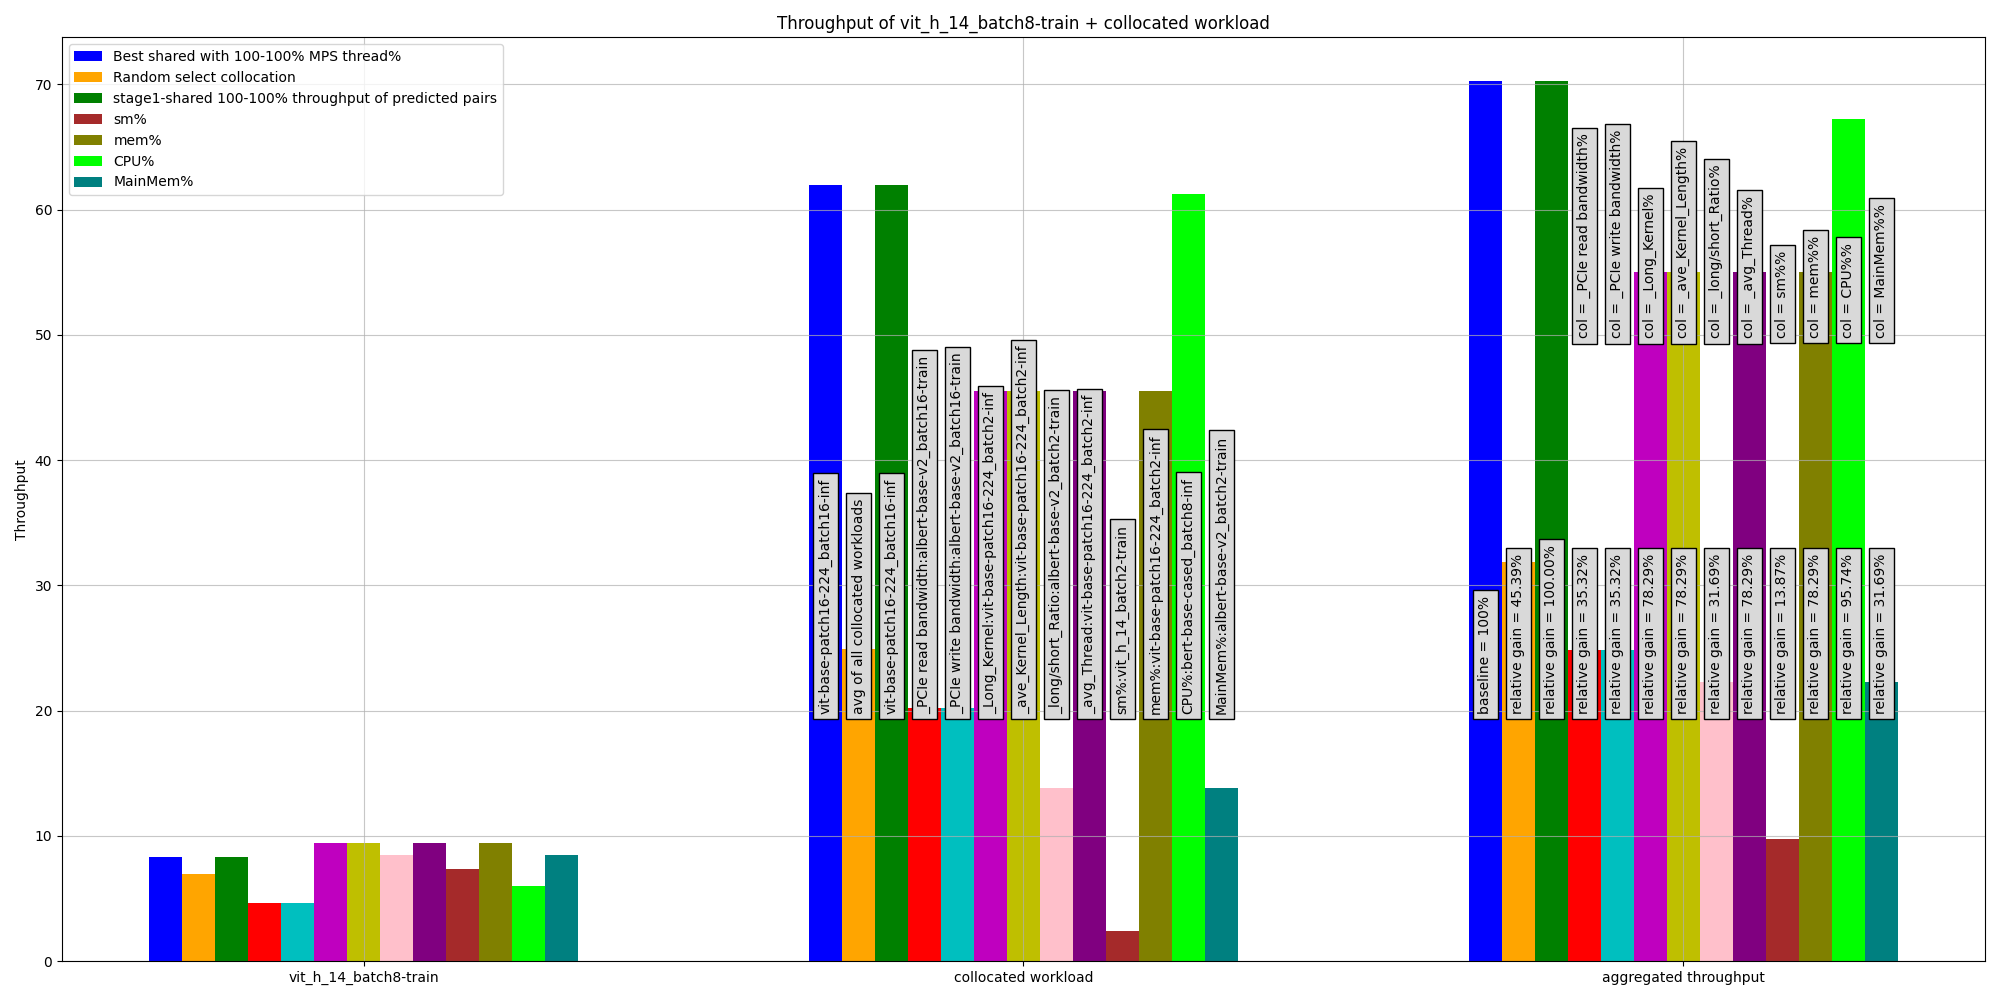 Throughput of vit_h_14_batch8-train + collocated workload
Best shared with 100-100% MPS thread%
Random select collocation
stage1-shared 100-100% throughput of predicted pairs
sm%
mem%
CPU%
MainMem%
Throughput
70
60
50
40
30
20
10
0
vit-base-patch16-224_batch16-inf
avg of all collocated workloads
vit-base-patch16-224_batch16-inf
_PCIe read bandwidth:albert-base-v2_batch16-train
_PCIe write bandwidth:albert-base-v2_batch16-train
_Long_Kernel:vit-base-patch16-224_batch2-inf
_ave_Kernel_Length:vit-base-patch16-224_batch2-inf
_long/short_Ratio:albert-base-v2_batch2-train
_avg_Thread:vit-base-patch16-224_batch2-inf
sm%:vit_h_14_batch2-train
mem%:vit-base-patch16-224_batch2-inf
CPU%:bert-base-cased_batch8-inf
MainMem%:albert-base-v2_batch2-train
col = _PCIe read bandwidth%
col = _PCIe write bandwidth%
col = _Long_Kernel%
col = _ave_Kernel_Length%
col = _long/short_Ratio%
col = _avg_Thread%
col = sm%%
col = mem%%
col = CPU%%
col = MainMem%%
baseline = 100%
relative gain = 45.39%
relative gain = 100.00%
relative gain = 35.32%
relative gain = 35.32%
relative gain = 78.29%
relative gain = 78.29%
relative gain = 31.69%
relative gain = 78.29%
relative gain = 13.87%
relative gain = 78.29%
relative gain = 95.74%
relative gain = 31.69%
vit_h_14_batch8-train
collocated workload
aggregated throughput